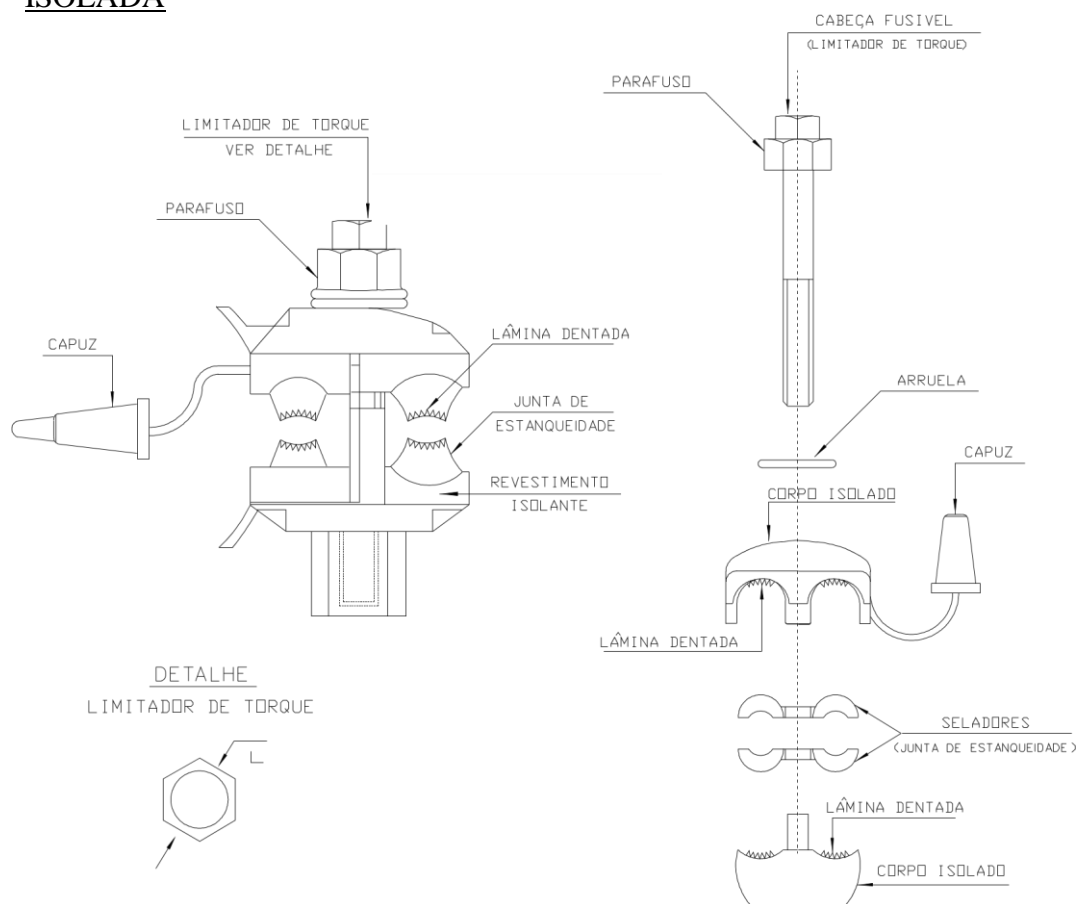 ISOLADA
CABEÇA FUSIVEL
(LIMITADOR DE TORQUE)
PARAFUSO
LIMITADOR DE TORQUE
VER DETALHE
PARAFUSO
LÂMINA DENTADA
CAPUZ
JUNTA DE
ESTANQUEIDADE
REVESTIMENTO
ISOLANTE
ARRUELA
CAPUZ
CORPO ISOLADO
LÂMINA DENTADA
DETALHE
LIMITADOR DE TORQUE
L
SELADORES
(JUNTA DE ESTANQUEIDADE)
LÂMINA DENTADA
CORPO ISOLADO